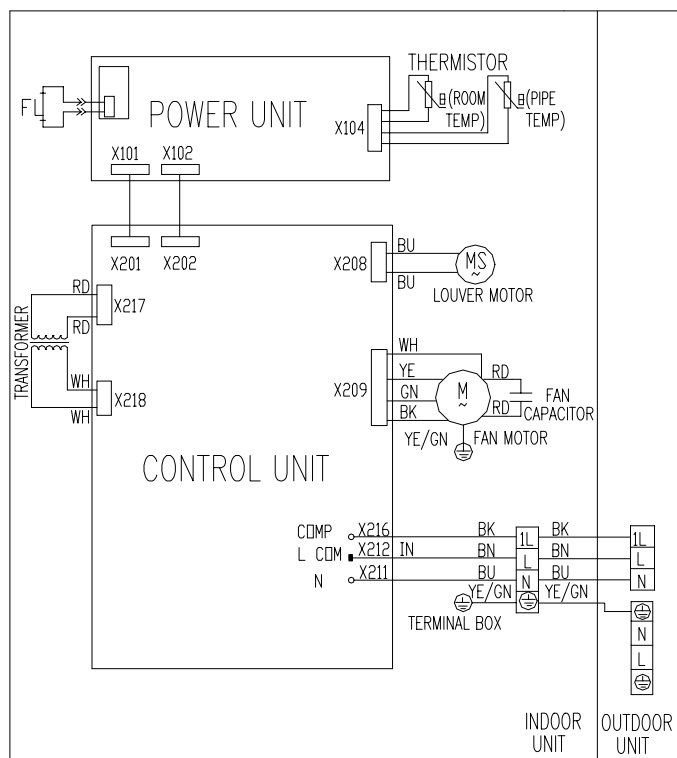 THERMISTOR
FU
POWER UNIT
(ROOM
TEMP)
(PIPE
TEMP)
X104
X101
X102
X201
X202
X208
BU
BU
MS
~
LOUVER MOTOR
TRANSFORMER
RD
RD
X217
WH
WH
X218
X209
WH
YE
GN
BK
YE/GN
M
~
RD
RD
FAN
CAPACITOR
FAN MOTOR
CONTROL UNIT
COMP X216 BK 1L BK 1L
L COM X212 IN BN L BN L
N X211 BU N BU N
YE/GN YE/GN
TERMINAL BOX
N
L
INDOOR
UNIT
OUTDOOR
UNIT